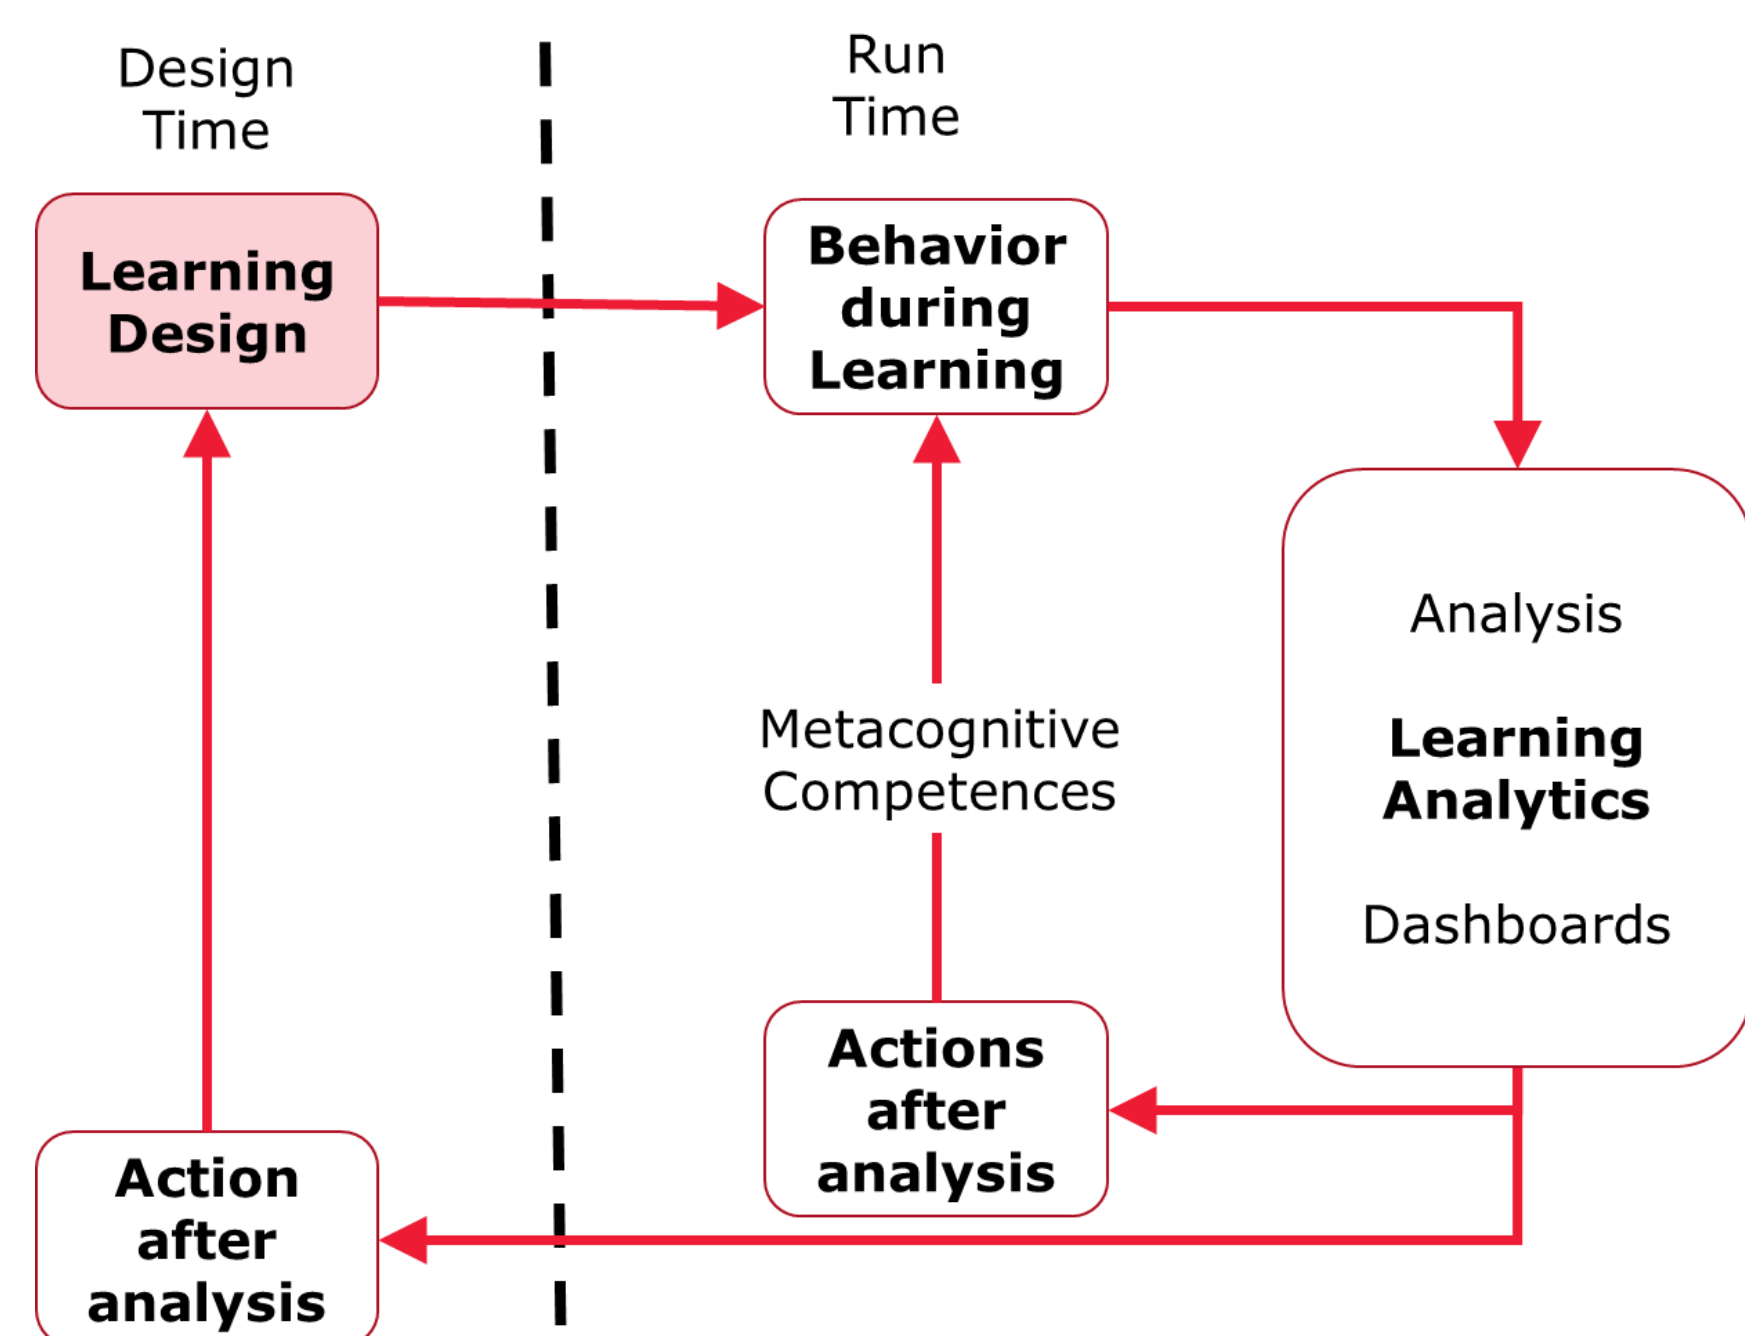 Design
Time
Run
Time
Learning
Design
Behavior
during
Learning
Analysis
Learning
Analytics
Dashboards
Metacognitive
Competences
Actions
after
analysis
Action
after
analysis